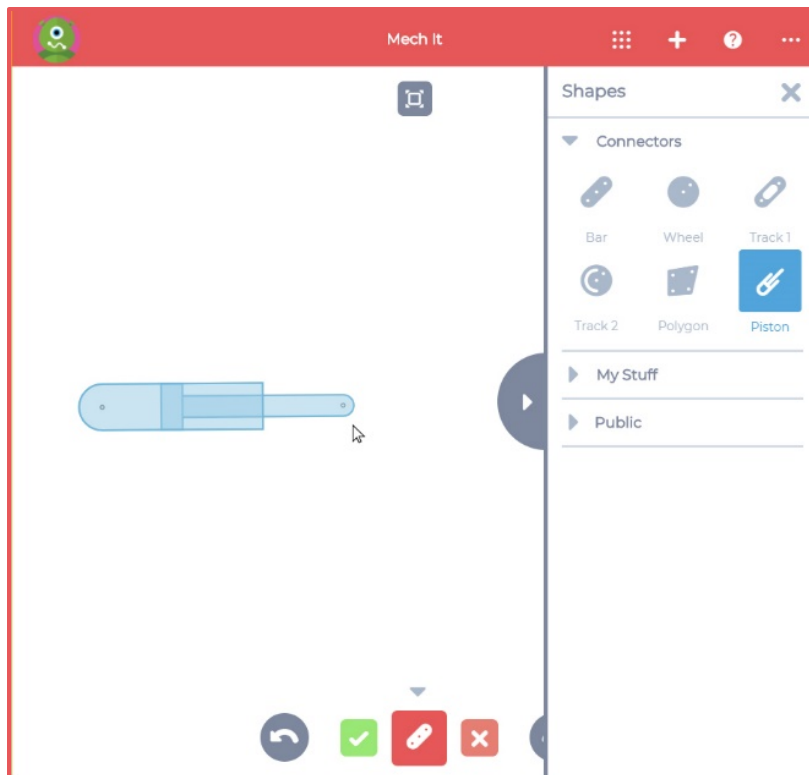 Mech It
Shapes
Connectors
Bar Wheel Track 1
Track 2 Polygon Piston
My Stuff
Public